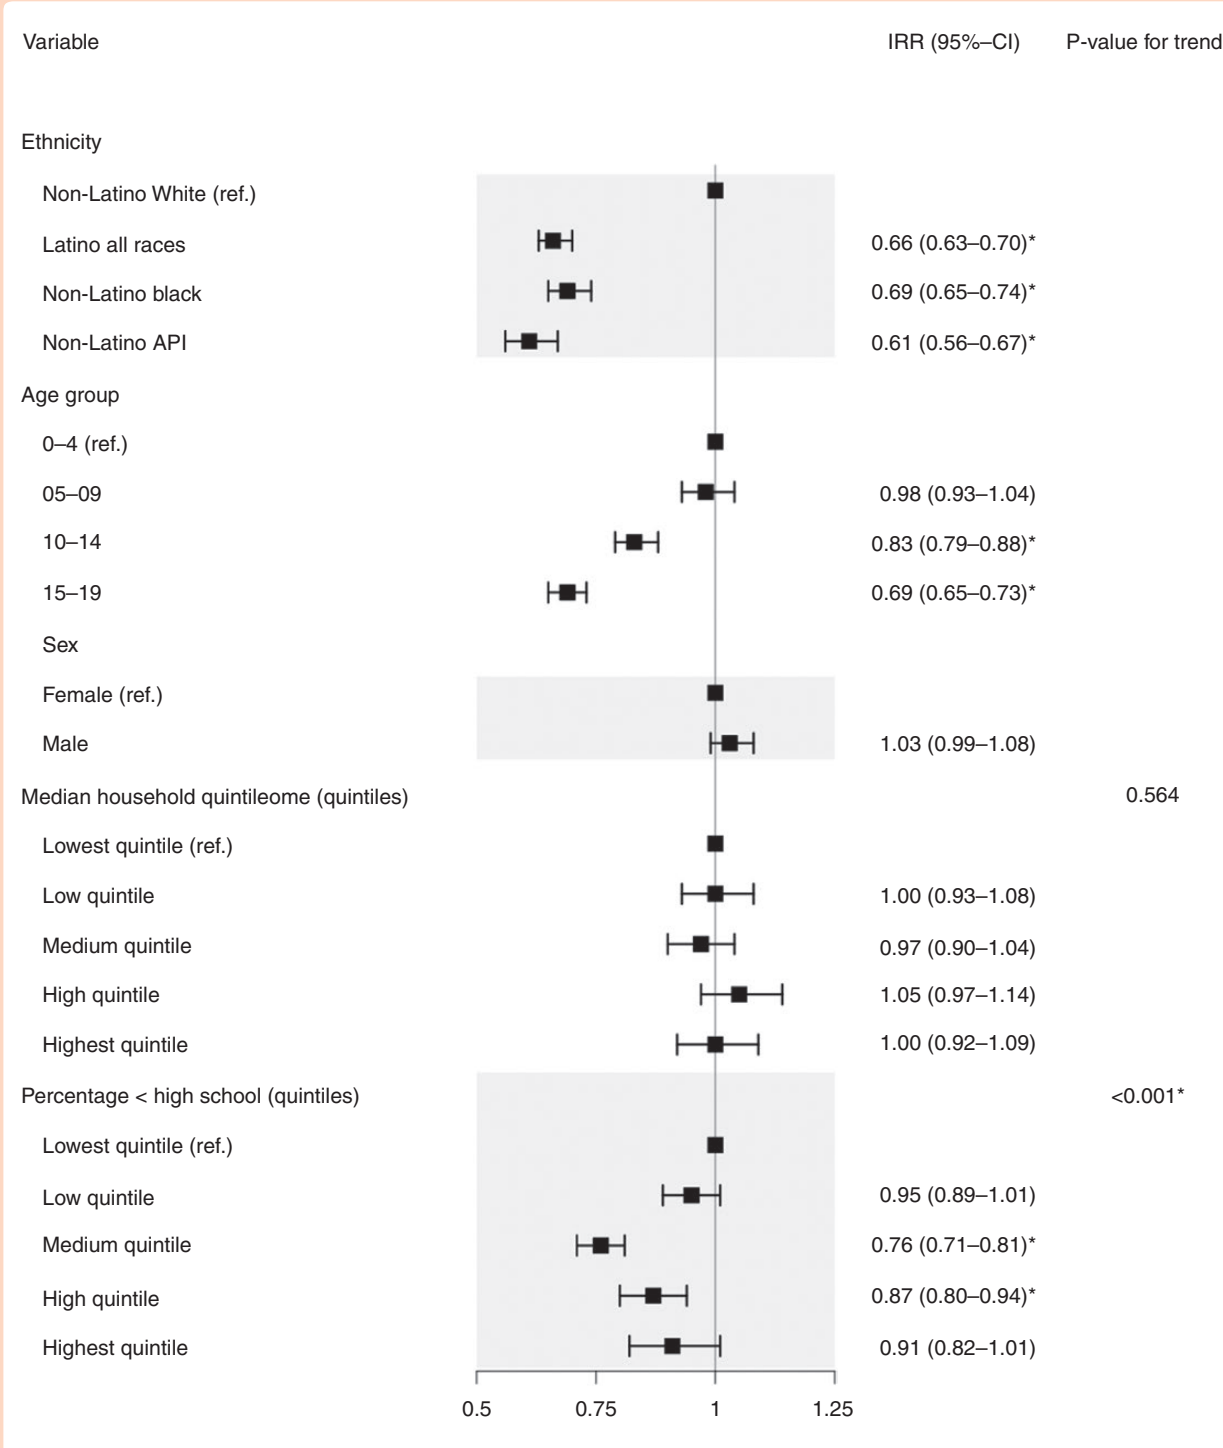 Variable IRR (95%–CI) P-value for trend
Ethnicity
Non-Latino White (ref.)
Latino all races 0.66 (0.63–0.70)*
Non-Latino black 0.69 (0.65–0.74)*
Non-Latino API 0.61 (0.56–0.67)*
Age group
0–4 (ref.)
05–09 0.98 (0.93–1.04)
10–14 0.83 (0.79–0.88)*
15–19 0.69 (0.65–0.73)*
Sex
Female (ref.)
Male 1.03 (0.99–1.08)
Median household quintileome (quintiles) 0.564
Lowest quintile (ref.)
Low quintile 1.00 (0.93–1.08)
Medium quintile 0.97 (0.90–1.04)
High quintile 1.05 (0.97–1.14)
Highest quintile 1.00 (0.92–1.09)
Percentage < high school (quintiles) <0.001*
Lowest quintile (ref.)
Low quintile 0.95 (0.89–1.01)
Medium quintile 0.76 (0.71–0.81)*
High quintile 0.87 (0.80–0.94)*
Highest quintile 0.91 (0.82–1.01)
0.5 0.75 1 1.25